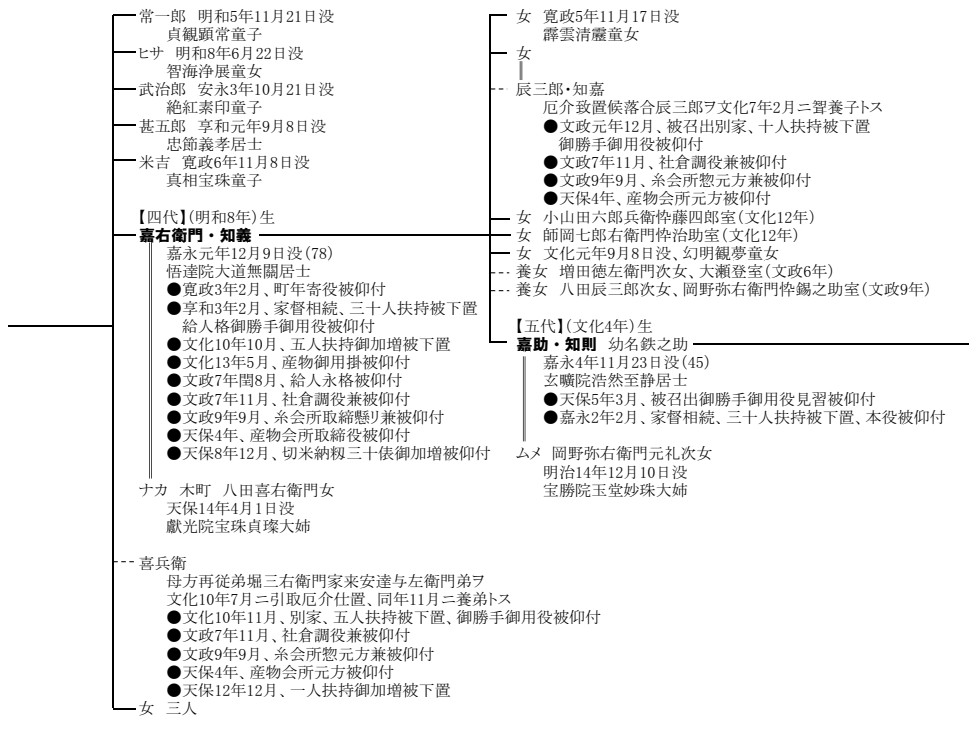 常一郎 明和5年11月21日没
貞観顕常童子
ヒサ 明和8年6月22日没
智海浄展童女
武治郎 安永3年10月21日没
絶紅素印童子
甚五郎 享和元年9月8日没
忠節義孝居士
米吉 寛政6年11月8日没
真相宝珠童子
【四代】(明和8年)生
嘉右衛門・知義
嘉永元年12月9日没(78)
悟達院大道無關居士
●寛政3年2月、町年寄役被仰付
●享和3年2月、家督相続、三十人扶持被下置
給人格御勝手御用役被仰付
●文化10年10月、五人扶持御加増被下置
●文化13年5月、産物御用掛被仰付
●文政7年閏8月、給人永格被仰付
●文政7年11月、社倉調役兼被仰付
●文政9年9月、糸会所取締懸リ兼被仰付
●天保4年、産物会所取締役被仰付
●天保8年12月、切米納籾三十俵御加増被仰付
ナカ 木町 八田喜右衛門女
天保14年4月1日没
獻光院宝珠貞璨大姉
喜兵衛
母方再従弟堀三右衛門家来安達与左衛門弟ヲ
文化10年7月ニ引取厄介仕置、同年11月ニ養弟トス
●文化10年11月、別家、五人扶持被下置、御勝手御用役被仰付
●文政7年11月、社倉調役兼被仰付
●文政9年9月、糸会所惣元方兼被仰付
●天保4年、産物会所元方被仰付
●天保12年12月、一人扶持御加増被下置
女 三人
女 寛政5年11月17日没
霹雲清靋童女
女
辰三郎・知嘉
厄介致置候落合辰三郎ヲ文化7年2月ニ聟養子トス
●文政元年12月、被召出別家、十人扶持被下置
御勝手御用役被仰付
●文政7年11月、社倉調役兼被仰付
●文政9年9月、糸会所惣元方兼被仰付
●天保4年、産物会所元方被仰付
女 小山田六郎兵衛忰藤四郎室(文化12年)
女 師岡七郎右衛門忰治助室(文化12年)
女 文化元年9月8日没、幻明観夢童女
養女 増田徳左衛門次女、大瀬登室(文政6年)
養女 八田辰三郎次女、岡野弥右衛門忰錫之助室(文政9年)
【五代】(文化4年)生
嘉助・知則 幼名鉄之助
嘉永4年11月23日没(45)
玄曠院浩然至静居士
●天保5年3月、被召出御勝手御用役見習被仰付
●嘉永2年2月、家督相続、三十人扶持被下置、本役被仰付
ムメ 岡野弥右衛門元礼次女
明治14年12月10日没
宝勝院玉堂妙珠大姉